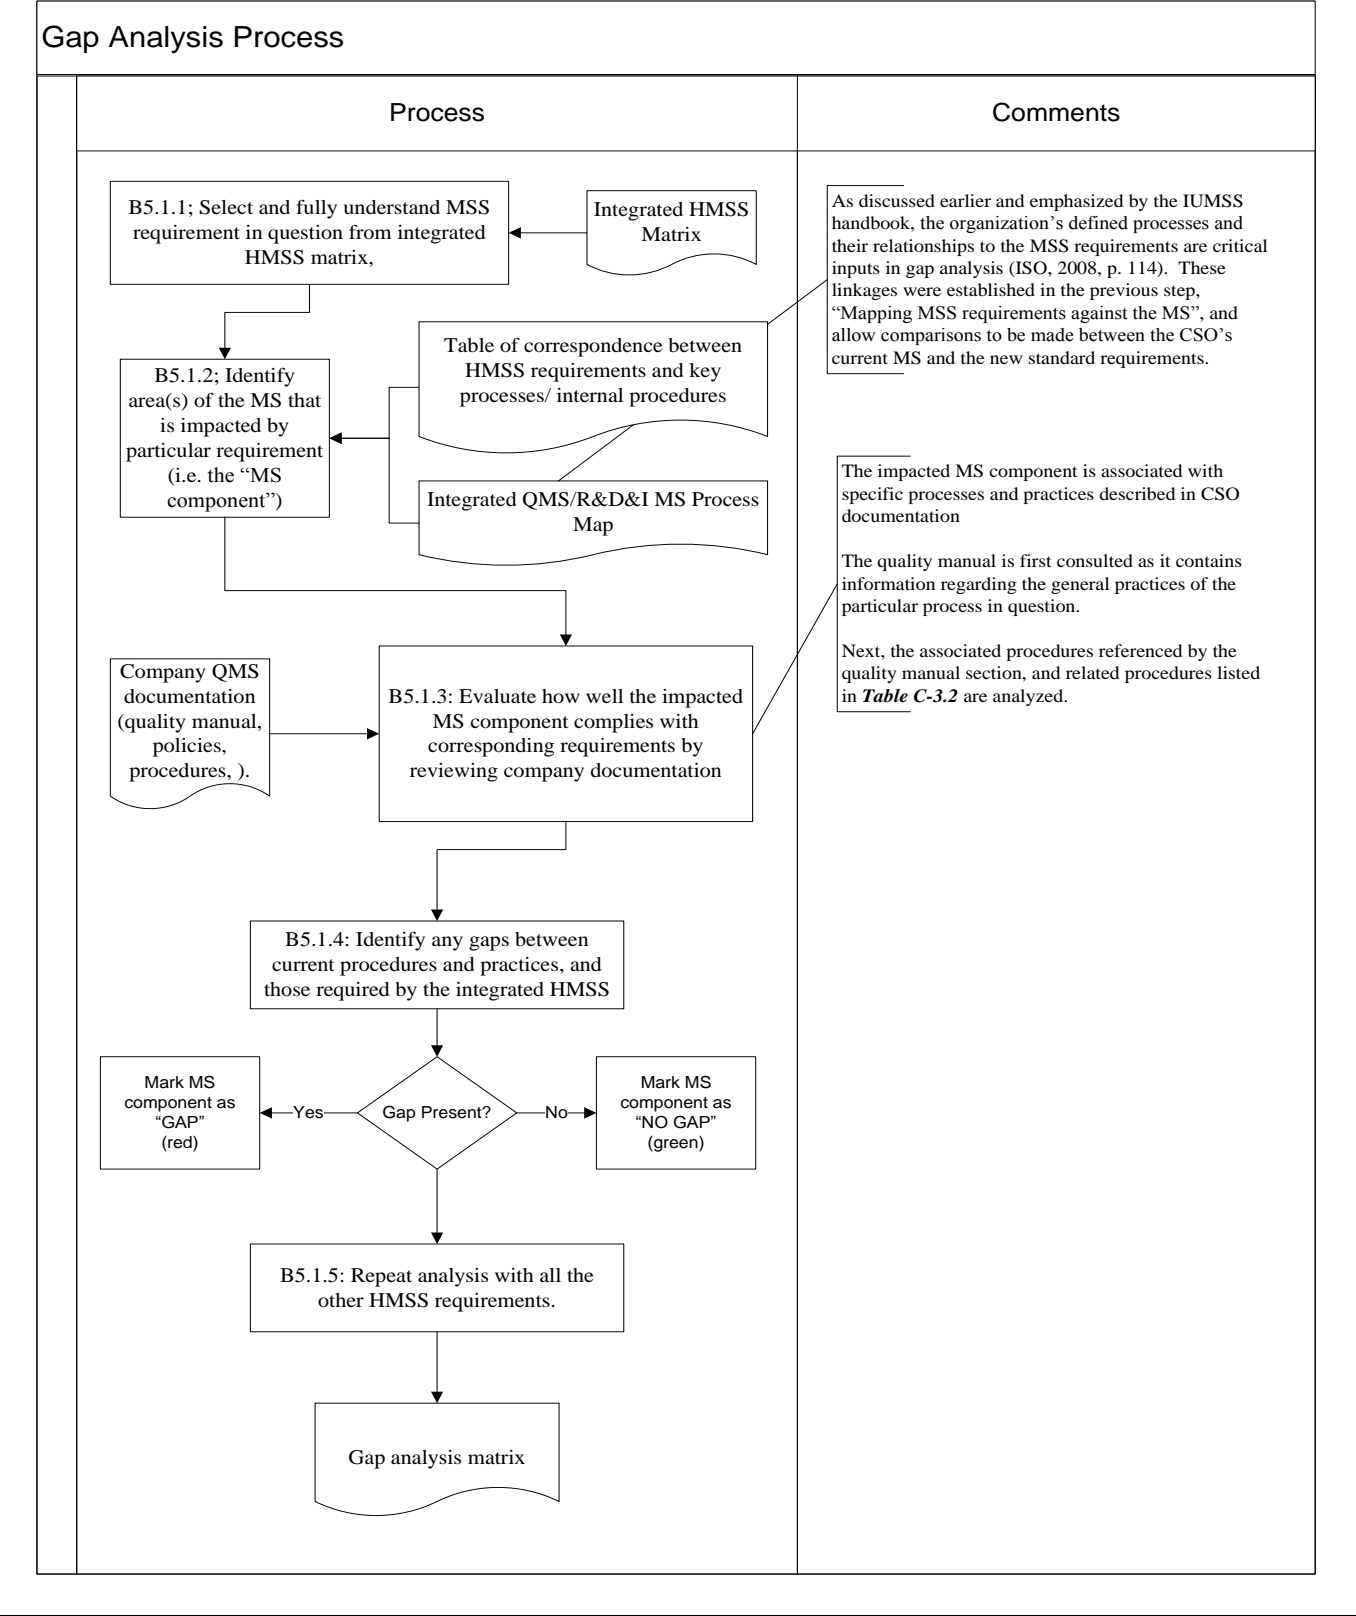 Gap Analysis Process
Process
Comments
B5.1.1; Select and fully understand MSS
requirement in question from integrated
HMSS matrix,
Integrated HMSS
Matrix
As discussed earlier and emphasized by the IUMSS
handbook, the organization’s defined processes and
their relationships to the MSS requirements are critical
inputs in gap analysis (ISO, 2008, p. 114).  These
linkages were established in the previous step,
“Mapping MSS requirements against the MS”, and
allow comparisons to be made between the CSO’s
current MS and the new standard requirements.
Table of correspondence between
HMSS requirements and key
processes/ internal procedures
B5.1.2; Identify
area(s) of the MS that
is impacted by
particular requirement
(i.e. the “MS
component”)
Integrated QMS/R&D&I MS Process
Map
The impacted MS component is associated with
specific processes and practices described in CSO
documentation
The quality manual is first consulted as it contains
information regarding the general practices of the
particular process in question.
Next, the associated procedures referenced by the
quality manual section, and related procedures listed
in Table C-3.2 are analyzed.
Company QMS
documentation
(quality manual,
policies,
procedures, ).
B5.1.3: Evaluate how well the impacted
MS component complies with
corresponding requirements by
reviewing company documentation
B5.1.4: Identify any gaps between
current procedures and practices, and
those required by the integrated HMSS
Mark MS
component as
“GAP”
(red)
Yes
Gap Present?
No
Mark MS
component as
“NO GAP”
(green)
B5.1.5: Repeat analysis with all the
other HMSS requirements.
Gap analysis matrix